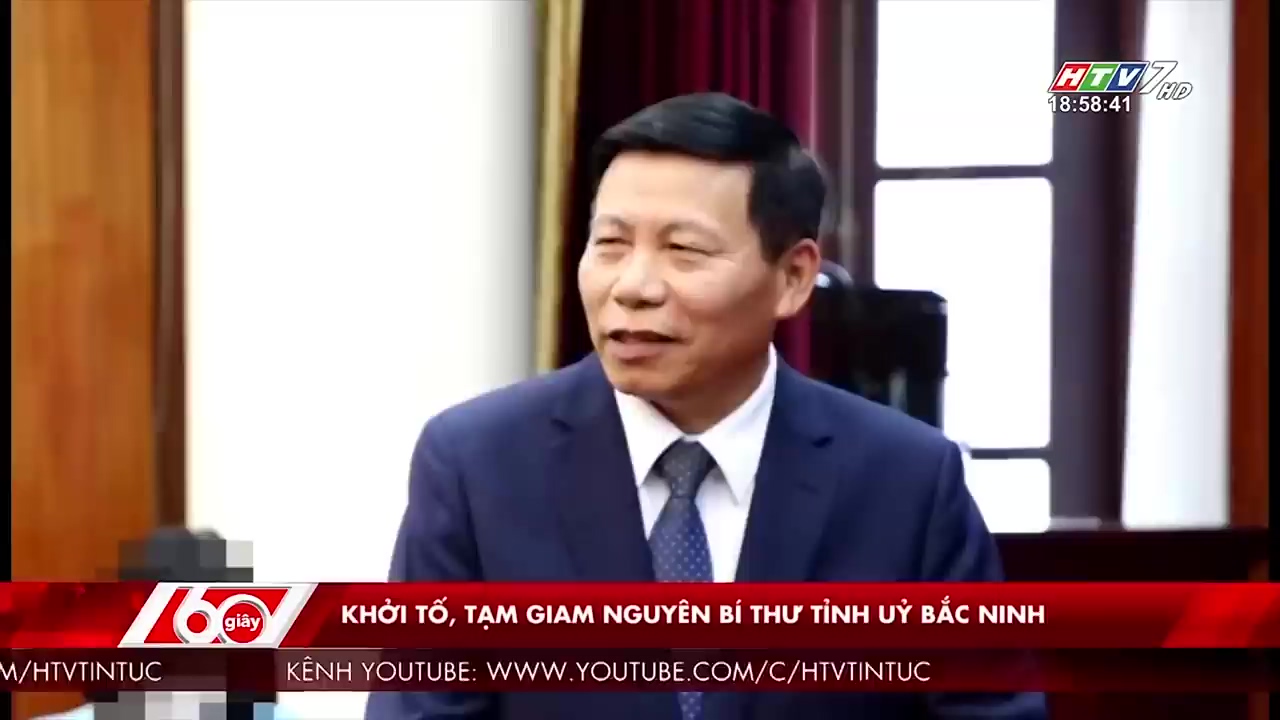 HTV7 HD
18:58:41
60 giây
KHỞI TỐ, TẠM GIAM NGUYÊN BÍ THƯ TỈNH UỶ BẮC NINH
M/HTVTINTUC KÊNH YOUTUBE: WWW.YOUTUBE.COM/C/HTVTINTUC